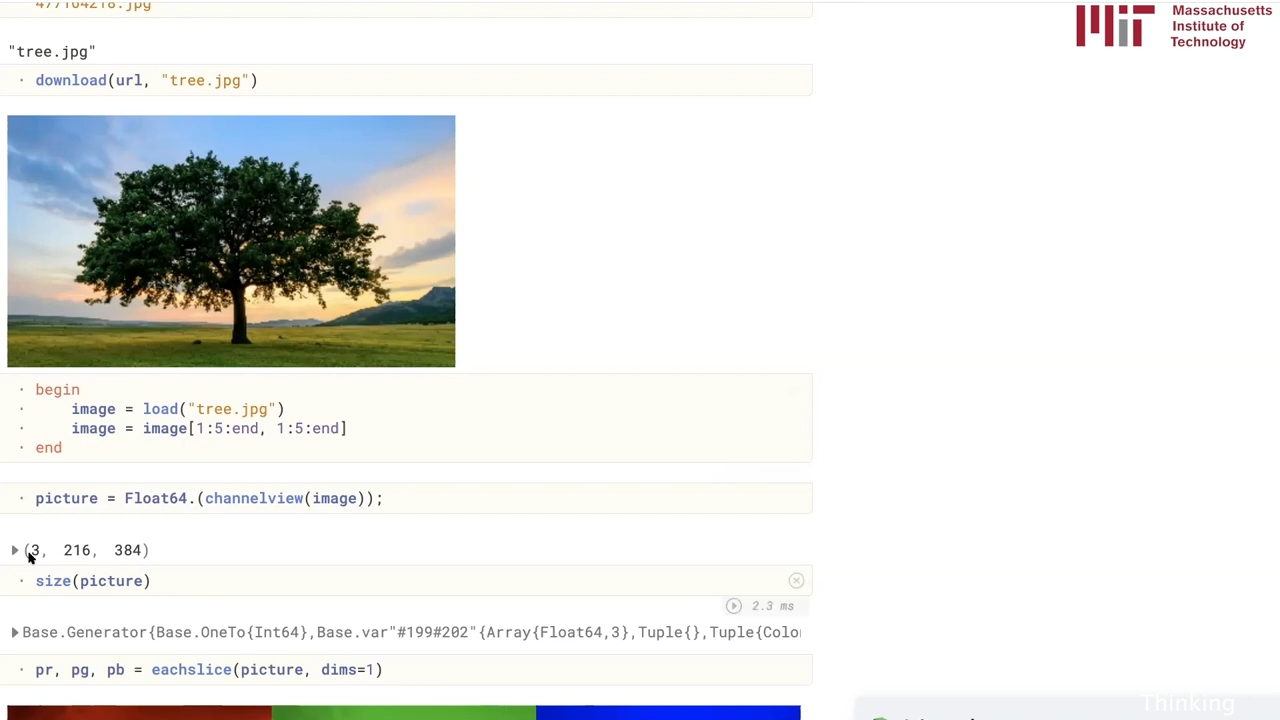 477164218.jpg
Massachusetts
Institute of
Technology
"tree.jpg"
download(url, "tree.jpg")
begin
image = load("tree.jpg")
image = image[1:5:end, 1:5:end]
end
picture = Float64.(channelview(image));
(3, 216, 384)
size(picture)
2.3 ms
Base.Generator{Base.OneTo{Int64},Base.var"#199#202"{Array{Float64,3},Tuple{},Tuple{Colo
pr, pg, pb = eachslice(picture, dims=1)
Thinking